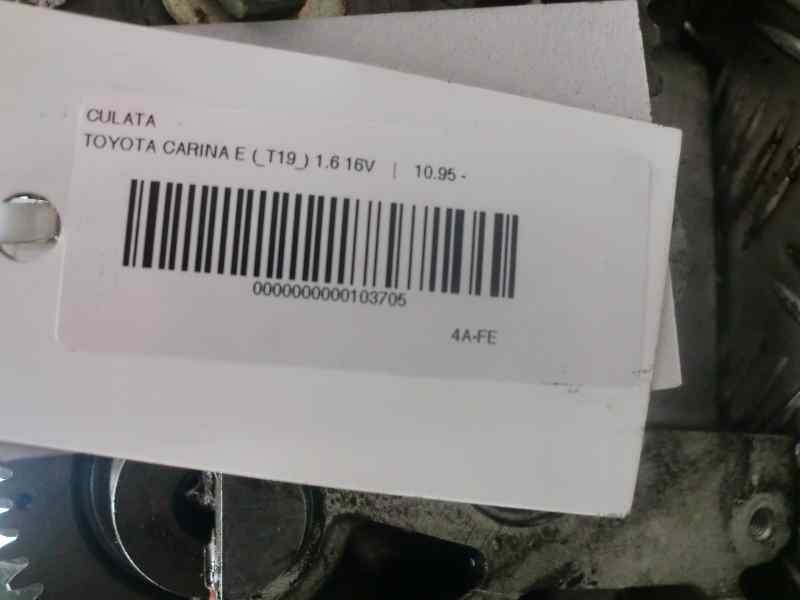 CULATA
TOYOTA CARINA E (_T19_) 1.6 16V | 10.95 -
0000000000103705
4A-FE